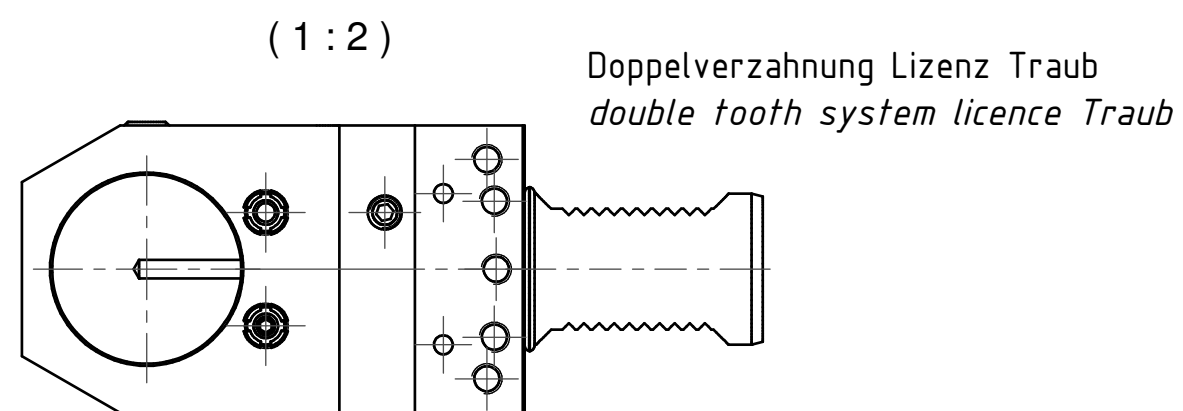 ( 1 : 2 )
Doppelverzahnung Lizenz Traub
double tooth system licence Traub